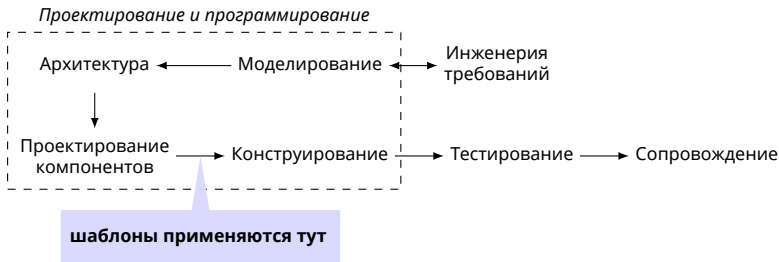 Проектирование и программирование
Архитектура
Моделирование
Инженерия
требований
Проектирование
компонентов
Конструирование
Тестирование
Сопровождение
шаблоны применяются тут